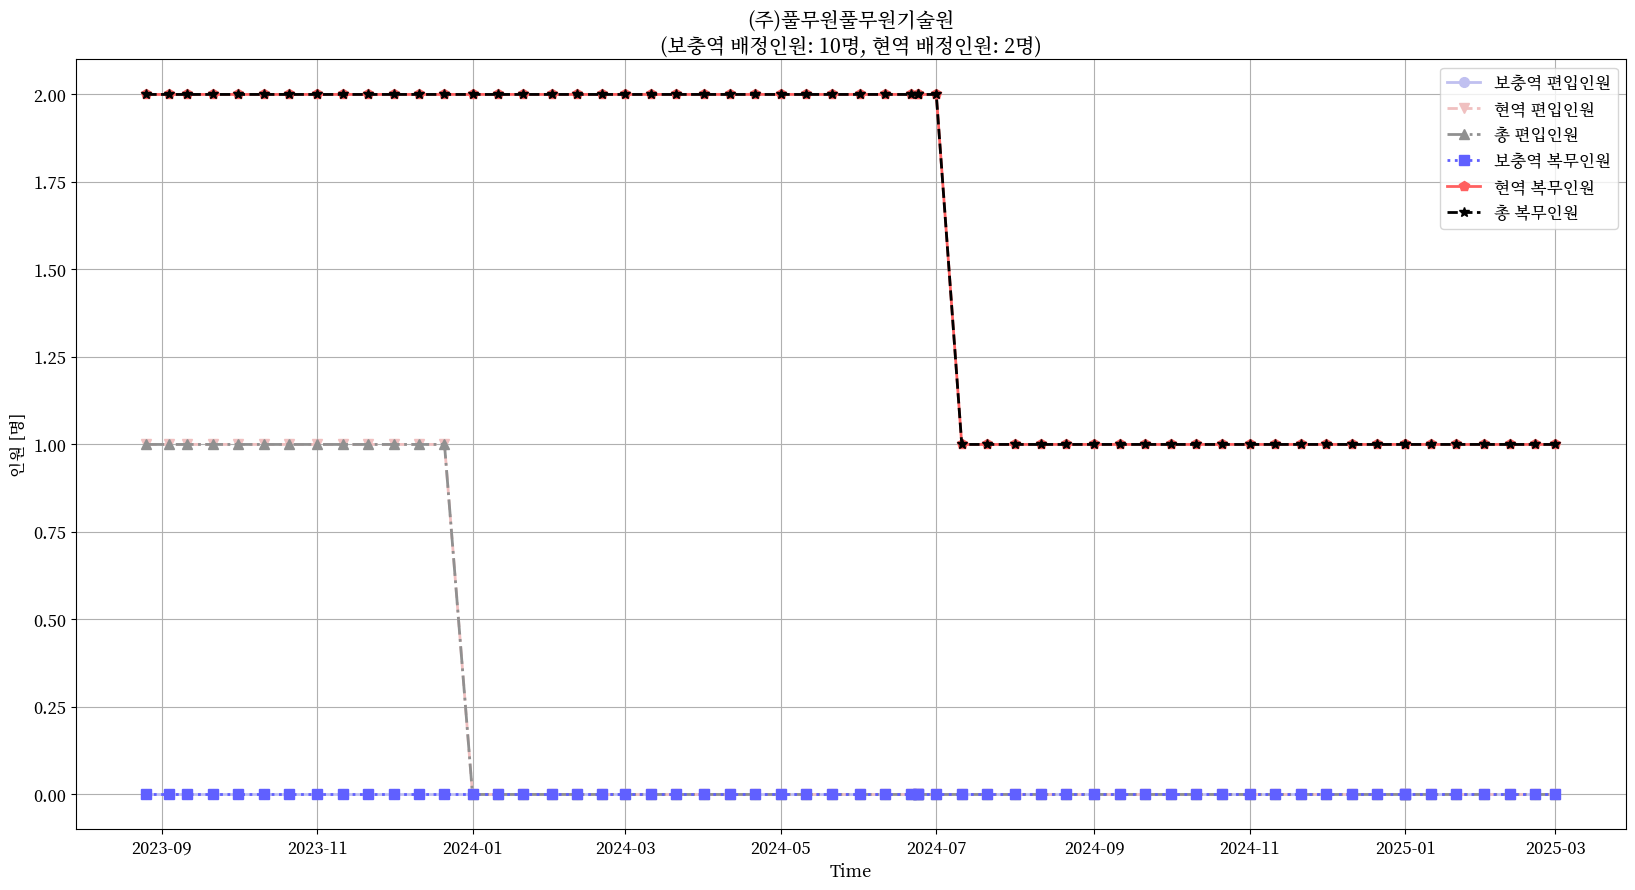 (주)풀무원풀무원기술원
(보충역 배정인원: 10명, 현역 배정인원: 2명)
보충역 편입인원
현역 편입인원
총 편입인원
보충역 복무인원
현역 복무인원
총 복무인원
2.00
1.75
1.50
1.25
1.00
0.75
0.50
0.25
0.00
인원 [명]
2023-09 2023-11 2024-01 2024-03 2024-05 2024-07 2024-09 2024-11 2025-01 2025-03
Time